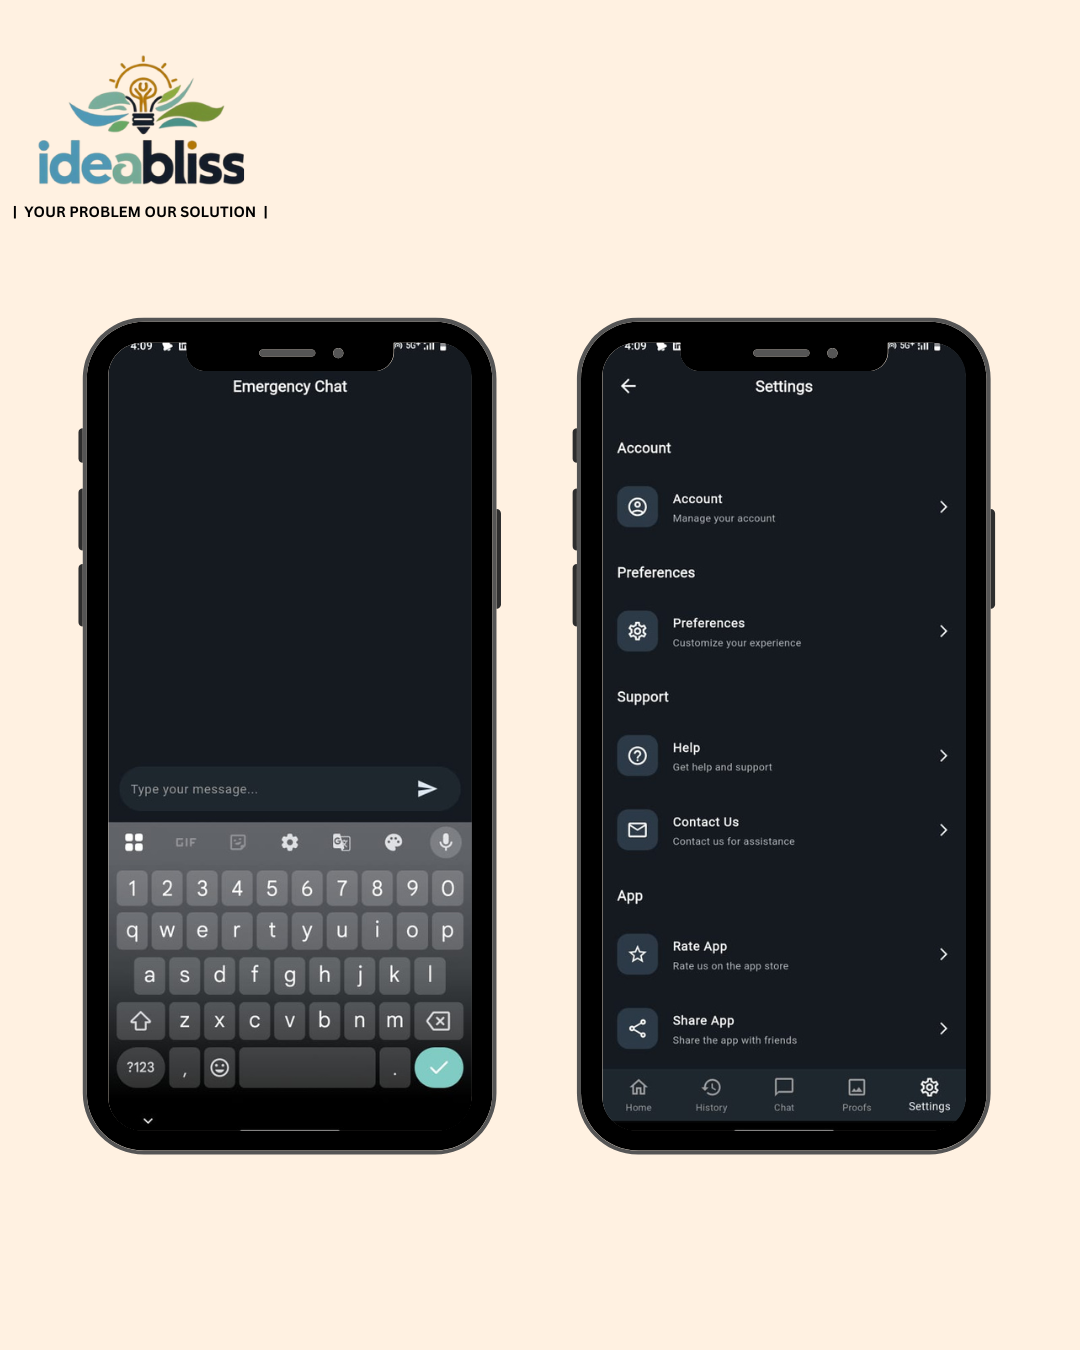 ideabliss
| YOUR PROBLEM OUR SOLUTION |
4:09
5G+
Emergency Chat
Type your message...
GIF
1 2 3 4 5 6 7 8 9 0
q w e r t y u i o p
a s d f g h j k l
z x c v b n m
?123 , .
4:09
5G+
Settings
Account
Account
Manage your account
Preferences
Preferences
Customize your experience
Support
Help
Get help and support
Contact Us
Contact us for assistance
App
Rate App
Rate us on the app store
Share App
Share the app with friends
Home History Chat Proofs Settings